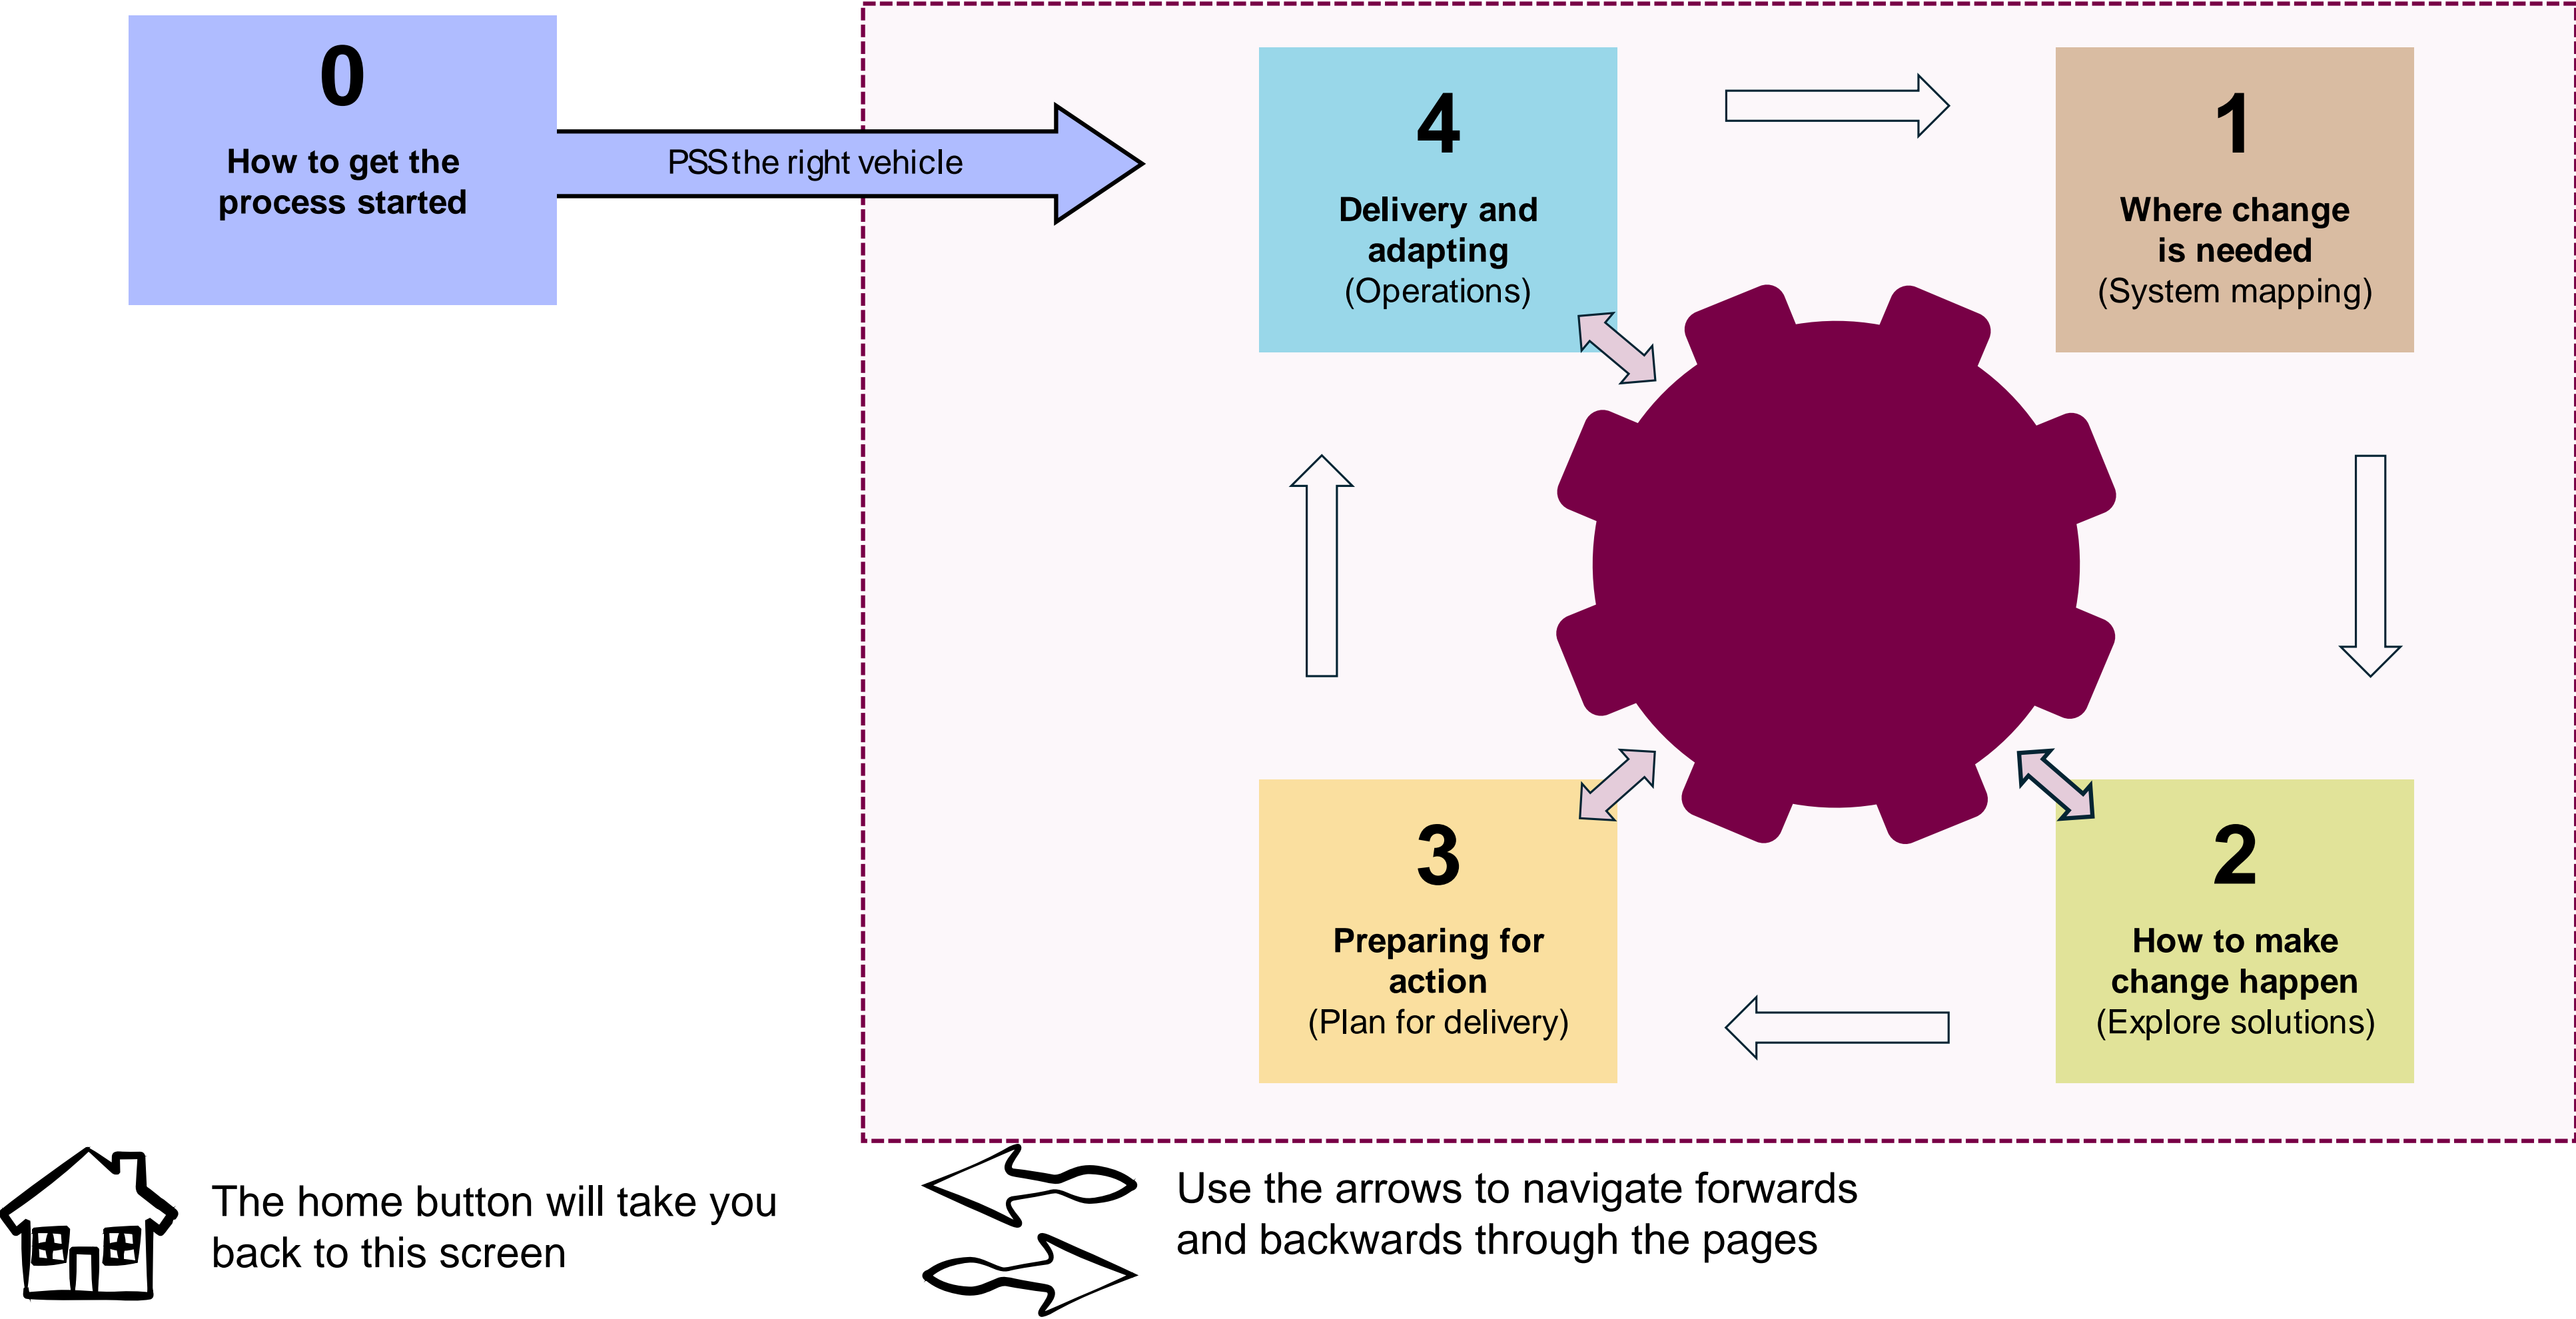 0
How to get the
process started
PSS the right vehicle
4
Delivery and
adapting
(Operations)
1
Where change
is needed
(System mapping)
3
Preparing for
action
(Plan for delivery)
2
How to make
change happen
(Explore solutions)
The home button will take you
back to this screen
Use the arrows to navigate forwards
and backwards through the pages